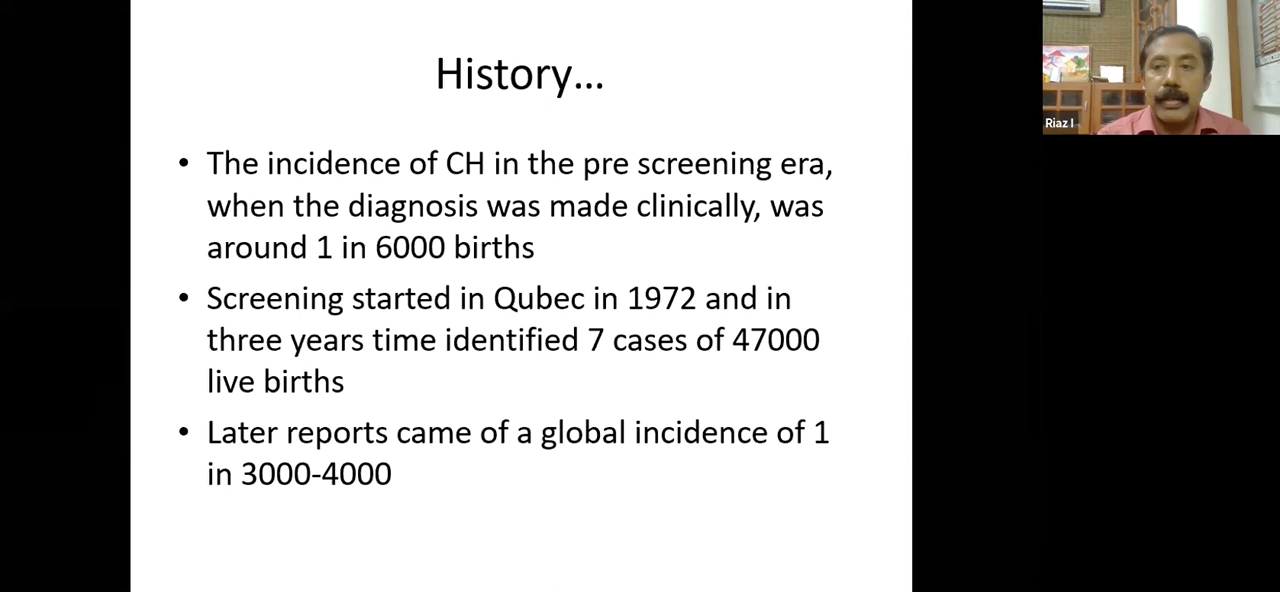 History...
• The incidence of CH in the pre screening era,
when the diagnosis was made clinically, was
around 1 in 6000 births
• Screening started in Qubec in 1972 and in
three years time identified 7 cases of 47000
live births
• Later reports came of a global incidence of 1
in 3000-4000
Riaz I